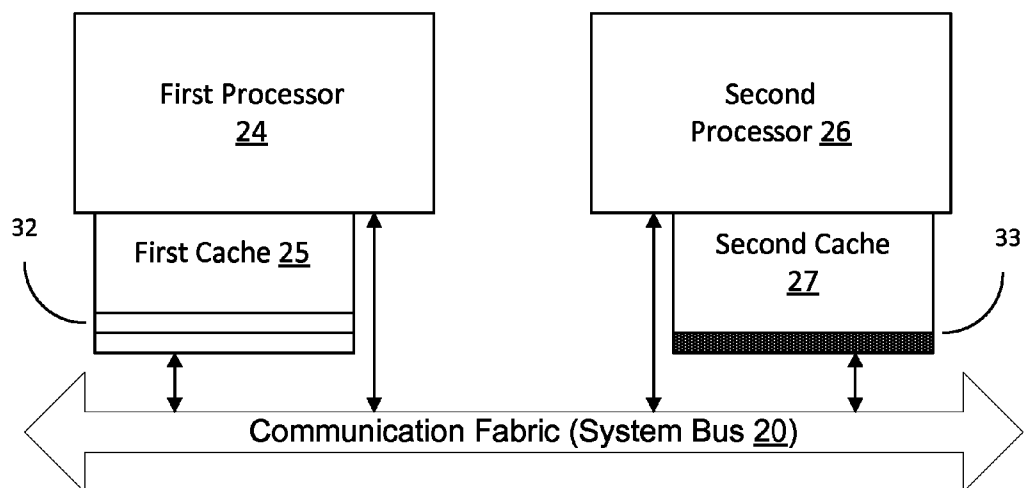 First Processor
24
Second
Processor 26
32
First Cache 25
Second Cache
27
33
Communication Fabric (System Bus 20)